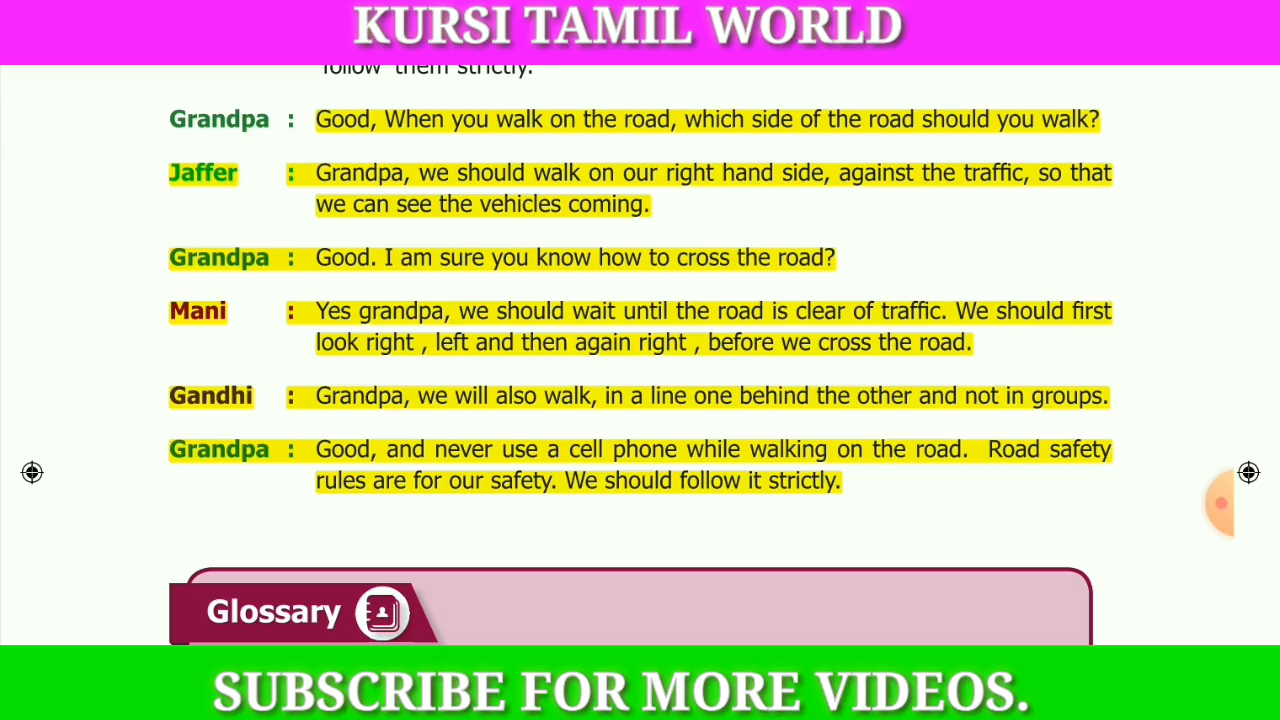 KURSI TAMIL WORLD
follow them strictly.
Grandpa : Good, When you walk on the road, which side of the road should you walk?
Jaffer : Grandpa, we should walk on our right hand side, against the traffic, so that
we can see the vehicles coming.
Grandpa : Good. I am sure you know how to cross the road?
Mani : Yes grandpa, we should wait until the road is clear of traffic. We should first
look right , left and then again right , before we cross the road.
Gandhi : Grandpa, we will also walk, in a line one behind the other and not in groups.
Grandpa : Good, and never use a cell phone while walking on the road. Road safety
rules are for our safety. We should follow it strictly.
Glossary
SUBSCRIBE FOR MORE VIDEOS.